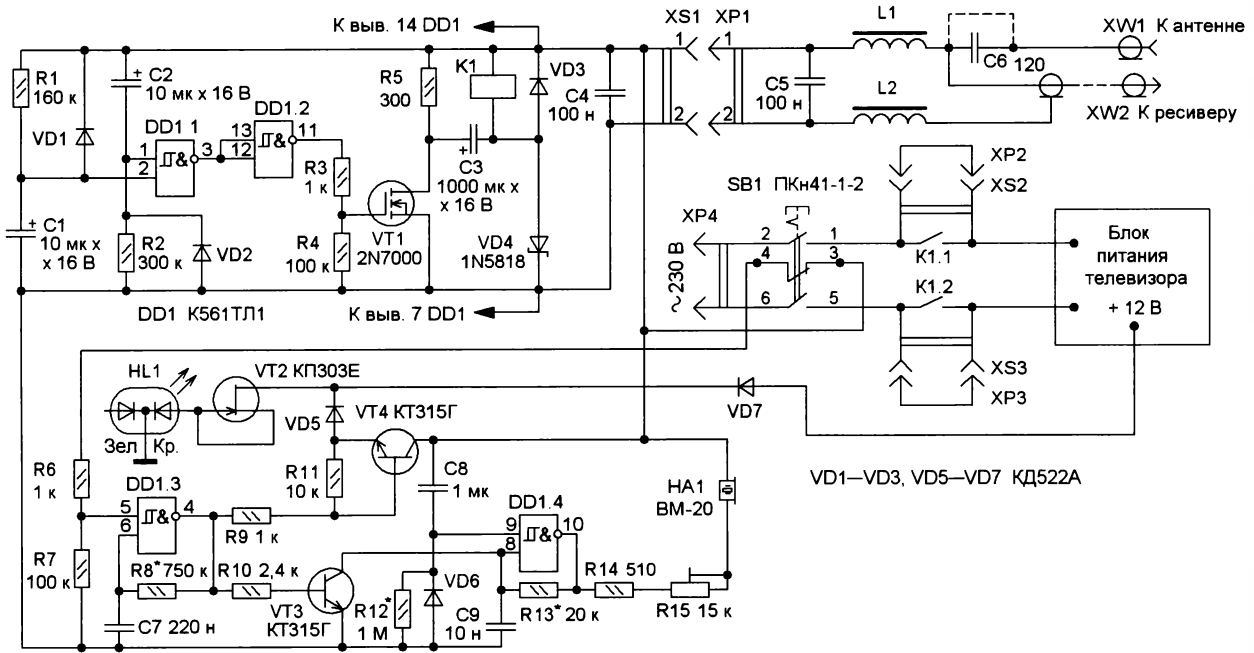 К выв. 14 DD1
XS1 XP1
L1
XW1 К антенне
R1
160 к
C2
10 мк x 16 В
R5
300
K1
VD3
C4
100 н
1
1
2
2
C5
100 н
C6
120
L2
XW2 К ресиверу
VD1
DD1 1
1
2
3
DD1.2
13
12
11
R3
1 к
C3
1000 мк x
x 16 В
XP2
XS2
SB1 ПКн41-1-2
XP4
C1
10 мк x
x 16 В
R2
300 к
VD2
R4
100 к
VT1
2N7000
VD4
1N5818
~ 230 В
2
1
4
3
6
5
K1.1
K1.2
Блок
питания
телевизора
+ 12 В
DD1 К561ТЛ1
К выв. 7 DD1
HL1
VT2 КП303Е
VD5
VT4 КТ315Г
VD7
XS3
XP3
Зел
Кр.
R6
1 к
R11
10 к
C8
1 мк
HA1
ВМ-20
VD1—VD3, VD5—VD7 КД522А
DD1.3
5
6
4
R9 1 к
DD1.4
9
8
10
R7
100 к
R8* 750 к
R10 2,4 к
R14 510
VD6
VT3
КТ315Г
R12*
1 М
C9
10 н
R13* 20 к
R15 15 к
C7 220 н